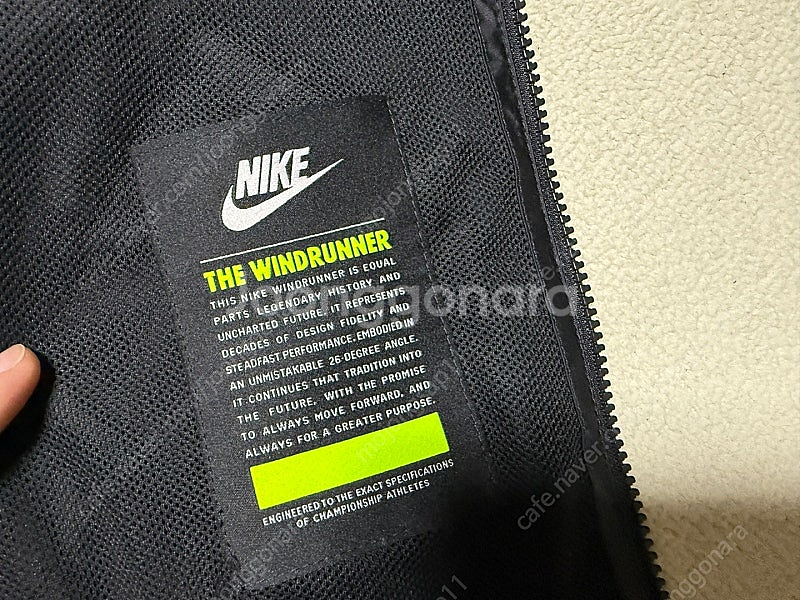 NIKE
THE WINDRUNNER
THIS NIKE WINDRUNNER IS EQUAL
PARTS LEGENDARY HISTORY AND
UNCHARTED FUTURE. IT REPRESENTS
DECADES OF DESIGN FIDELITY AND
STEADFAST PERFORMANCE. EMBODIED IN
AN UNMISTAKABLE 26-DEGREE ANGLE.
IT CONTINUES THAT TRADITION INTO
THE FUTURE, WITH THE PROMISE
TO ALWAYS MOVE FORWARD, AND
ALWAYS FOR A GREATER PURPOSE.
ENGINEERED TO THE EXACT SPECIFICATIONS
OF CHAMPIONSHIP ATHLETES
joonggonara
cafe.naver.